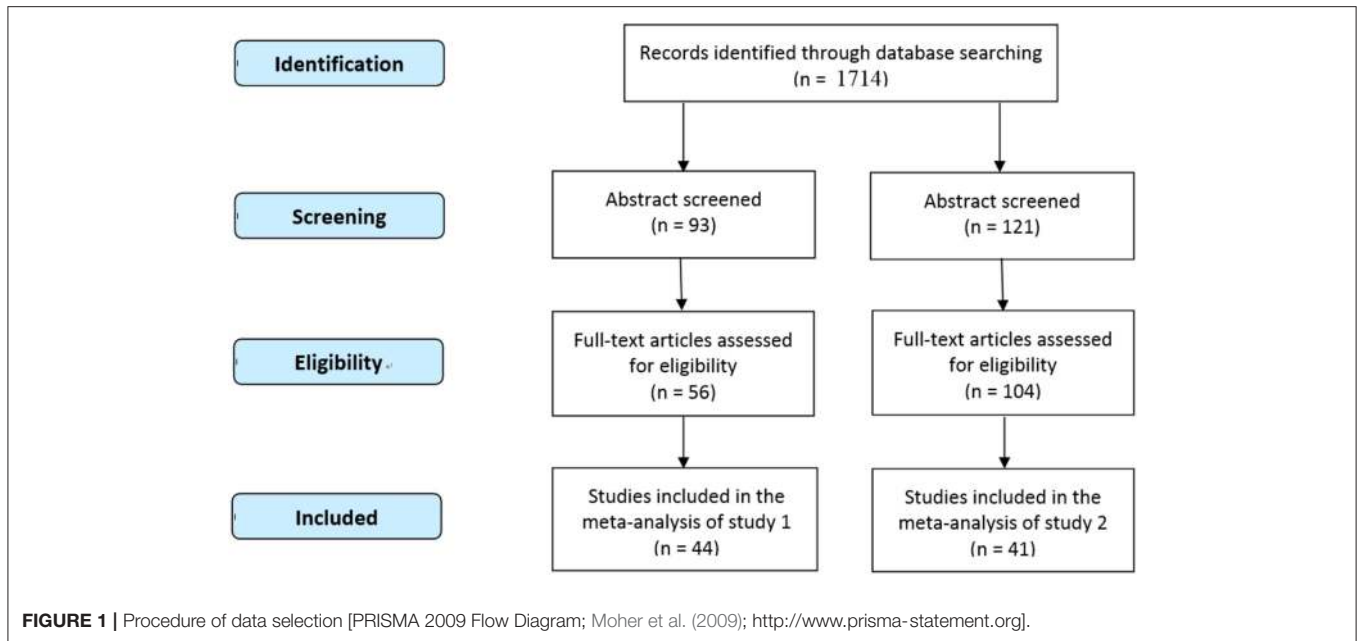 Identification
Records identified through database searching
(n = 1714)
Screening
Abstract screened
(n = 93)
Abstract screened
(n = 121)
Eligibility
Full-text articles assessed
for eligibility
(n = 56)
Full-text articles assessed
for eligibility
(n = 104)
Included
Studies included in the
meta-analysis of study 1
(n = 44)
Studies included in the
meta-analysis of study 2
(n = 41)
FIGURE 1 | Procedure of data selection [PRISMA 2009 Flow Diagram; Moher et al. (2009); http://www.prisma-statement.org].